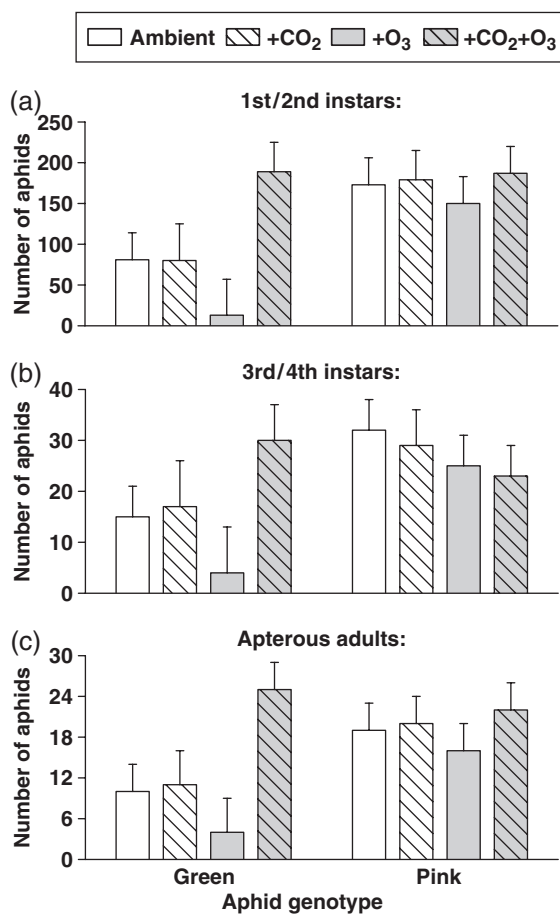 Ambient +CO₂ +O₃ +CO₂+O₃
(a) 1st/2nd instars:
Number of aphids
250
200
150
100
50
0
(b) 3rd/4th instars:
Number of aphids
40
30
20
10
0
(c) Apterous adults:
Number of aphids
30
24
18
12
6
0
Green Pink
Aphid genotype